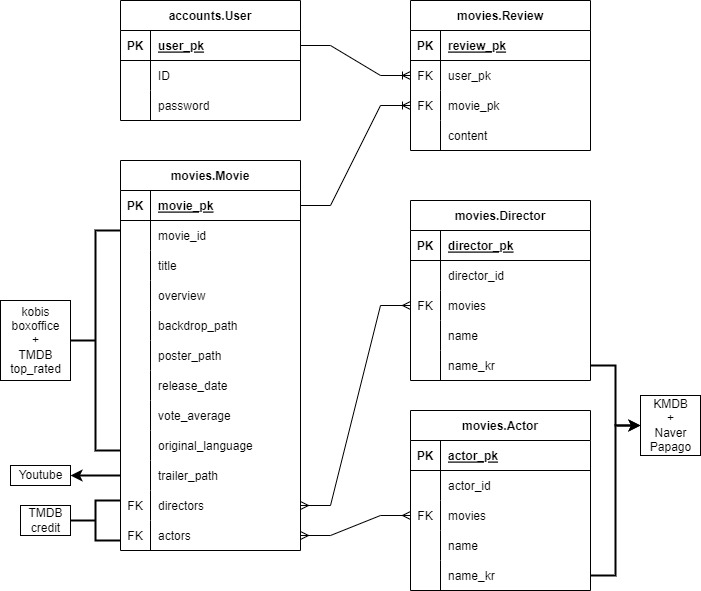 accounts.User
PK user_pk
ID
password
movies.Review
PK review_pk
FK user_pk
FK movie_pk
content
movies.Movie
PK movie_pk
movie_id
title
overview
backdrop_path
poster_path
release_date
vote_average
original_language
trailer_path
FK directors
FK actors
kobis
boxoffice
+
TMDB
top_rated
Youtube
TMDB
credit
movies.Director
PK director_pk
director_id
FK movies
name
name_kr
movies.Actor
PK actor_pk
actor_id
FK movies
name
name_kr
KMDB
+
Naver
Papago